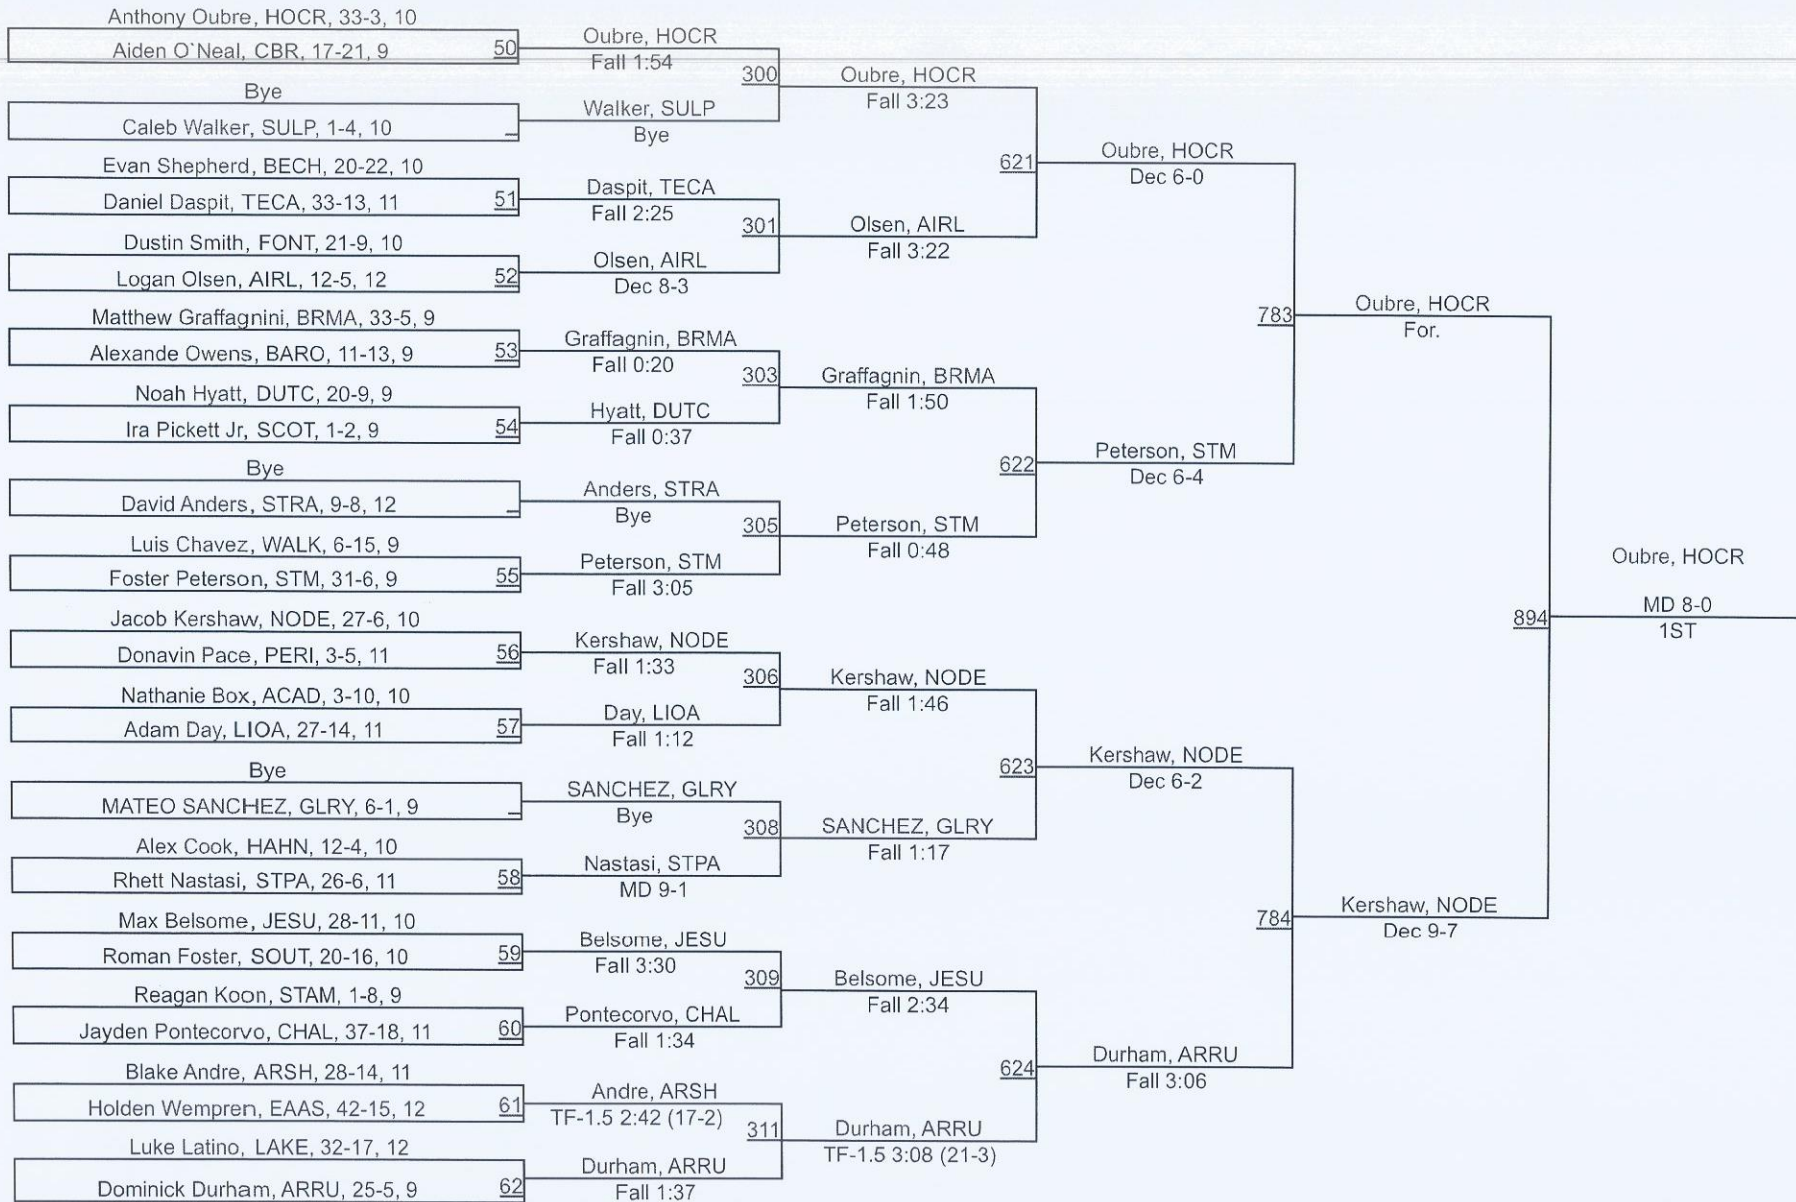 Anthony Oubre, HOCR, 33-3, 10
Aiden O`Neal, CBR, 17-21, 9
50
Bye
Caleb Walker, SULP, 1-4, 10
Evan Shepherd, BECH, 20-22, 10
Daniel Daspit, TECA, 33-13, 11
51
Dustin Smith, FONT, 21-9, 10
Logan Olsen, AIRL, 12-5, 12
52
Matthew Graffagnini, BRMA, 33-5, 9
Alexande Owens, BARO, 11-13, 9
53
Noah Hyatt, DUTC, 20-9, 9
Ira Pickett Jr, SCOT, 1-2, 9
54
Bye
David Anders, STRA, 9-8, 12
Luis Chavez, WALK, 6-15, 9
Foster Peterson, STM, 31-6, 9
55
Jacob Kershaw, NODE, 27-6, 10
Donavin Pace, PERI, 3-5, 11
56
Nathanie Box, ACAD, 3-10, 10
Adam Day, LIOA, 27-14, 11
57
Bye
MATEO SANCHEZ, GLRY, 6-1, 9
Alex Cook, HAHN, 12-4, 10
Rhett Nastasi, STPA, 26-6, 11
58
Max Belsome, JESU, 28-11, 10
Roman Foster, SOUT, 20-16, 10
59
Reagan Koon, STAM, 1-8, 9
Jayden Pontecorvo, CHAL, 37-18, 11
60
Blake Andre, ARSH, 28-14, 11
Holden Wempren, EAAS, 42-15, 12
61
Luke Latino, LAKE, 32-17, 12
Dominick Durham, ARRU, 25-5, 9
62
Oubre, HOCR
Fall 1:54
300
Walker, SULP
Bye
Daspit, TECA
Fall 2:25
301
Olsen, AIRL
Dec 8-3
Graffagnin, BRMA
Fall 0:20
303
Hyatt, DUTC
Fall 0:37
Anders, STRA
Bye
305
Peterson, STM
Fall 3:05
Kershaw, NODE
Fall 1:33
306
Day, LIOA
Fall 1:12
SANCHEZ, GLRY
Bye
308
Nastasi, STPA
MD 9-1
Belsome, JESU
Fall 3:30
309
Pontecorvo, CHAL
Fall 1:34
Andre, ARSH
TF-1.5 2:42 (17-2)
311
Durham, ARRU
Fall 1:37
Oubre, HOCR
Fall 3:23
621
Olsen, AIRL
Fall 3:22
Graffagnin, BRMA
Fall 1:50
622
Peterson, STM
Fall 0:48
Kershaw, NODE
Fall 1:46
623
SANCHEZ, GLRY
Fall 1:17
Belsome, JESU
Fall 2:34
624
Durham, ARRU
TF-1.5 3:08 (21-3)
Oubre, HOCR
Dec 6-0
783
Peterson, STM
Dec 6-4
Kershaw, NODE
Dec 6-2
784
Durham, ARRU
Fall 3:06
Oubre, HOCR
For.
894
Kershaw, NODE
Dec 9-7
Oubre, HOCR
MD 8-0
1ST